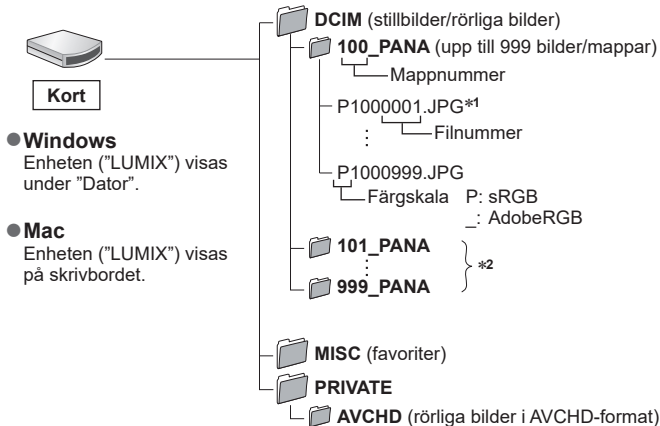 Kort
●Windows
Enheten ("LUMIX") visas
under "Dator".
●Mac
Enheten ("LUMIX") visas
på skrivbordet.
DCIM (stillbilder/rörliga bilder)
100_PANA (upp till 999 bilder/mappar)
Mappnummer
P1000001.JPG*1
Filnummer
P1000999.JPG
Färgskala P: sRGB
_: AdobeRGB
101_PANA
*2
999_PANA
MISC (favoriter)
PRIVATE
AVCHD (rörliga bilder i AVCHD-format)